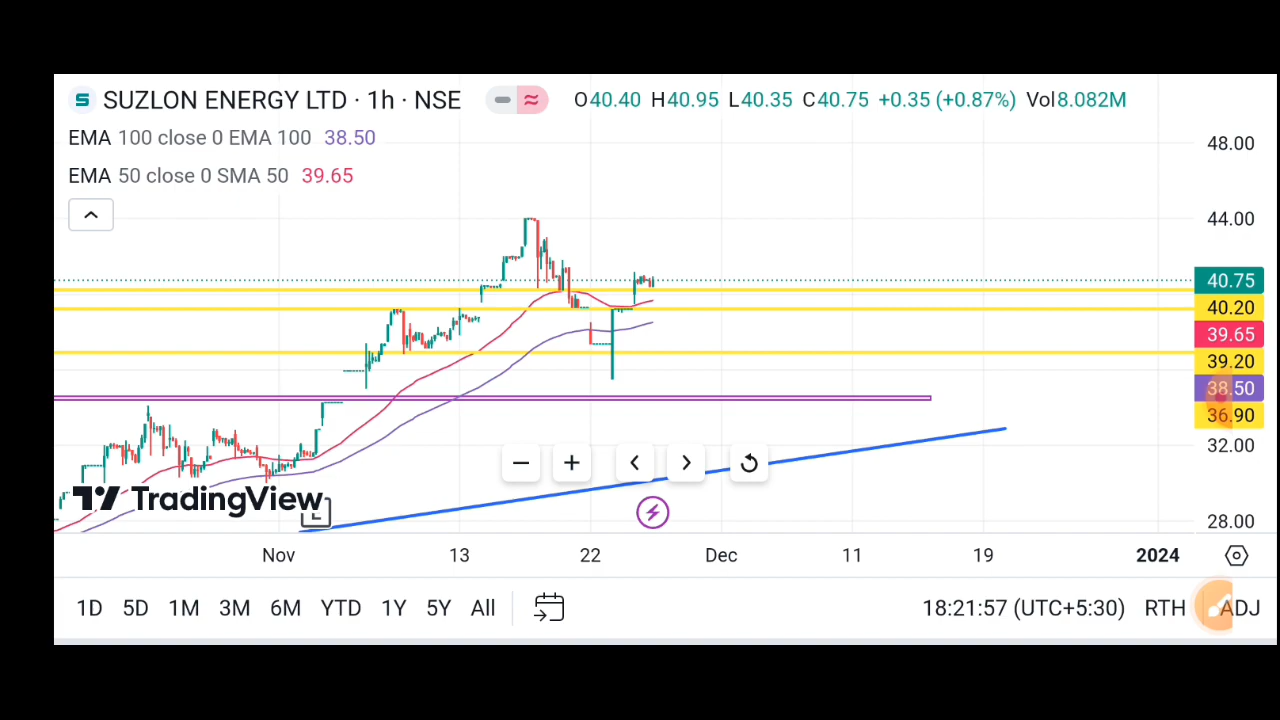 S SUZLON ENERGY LTD · 1h · NSE O40.40 H40.95 L40.35 C40.75 +0.35 (+0.87%) Vol8.082M
EMA 100 close 0 EMA 100 38.50
EMA 50 close 0 SMA 50 39.65
48.00
44.00
40.75
40.20
39.65
39.20
38.50
36.90
32.00
28.00
TradingView
L
Nov 13 22 Dec 11 19 2024
1D 5D 1M 3M 6M YTD 1Y 5Y All 18:21:57 (UTC+5:30) RTH ADJ